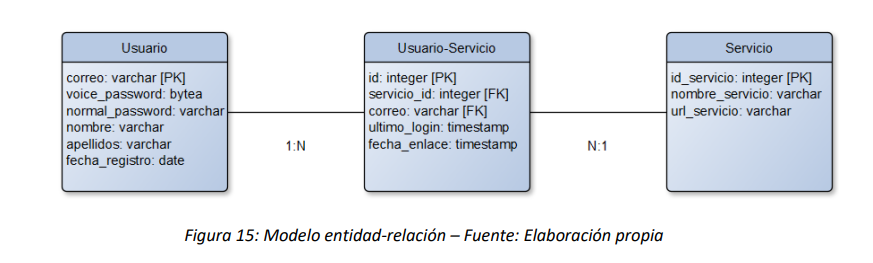 Usuario
correo: varchar [PK]
voice_password: bytea
normal_password: varchar
nombre: varchar
apellidos: varchar
fecha_registro: date
1:N
Usuario-Servicio
id: integer [PK]
servicio_id: integer [FK]
correo: varchar [FK]
ultimo_login: timestamp
fecha_enlace: timestamp
N:1
Servicio
id_servicio: integer [PK]
nombre_servicio: varchar
url_servicio: varchar
Figura 15: Modelo entidad-relación – Fuente: Elaboración propia